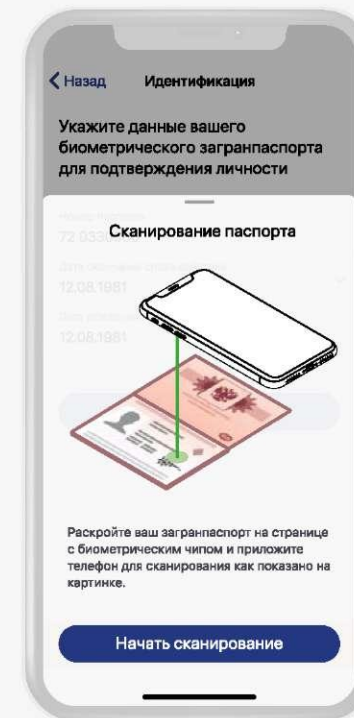 Назад
Идентификация
Укажите данные вашего
биометрического загранпаспорта
для подтверждения личности
Сканирование паспорта
12.08.1981
12.08.1981
Раскройте ваш загранпаспорт на странице
с биометрическим чипом и приложите
телефон для сканирования как показано на
картинке.
Начать сканирование